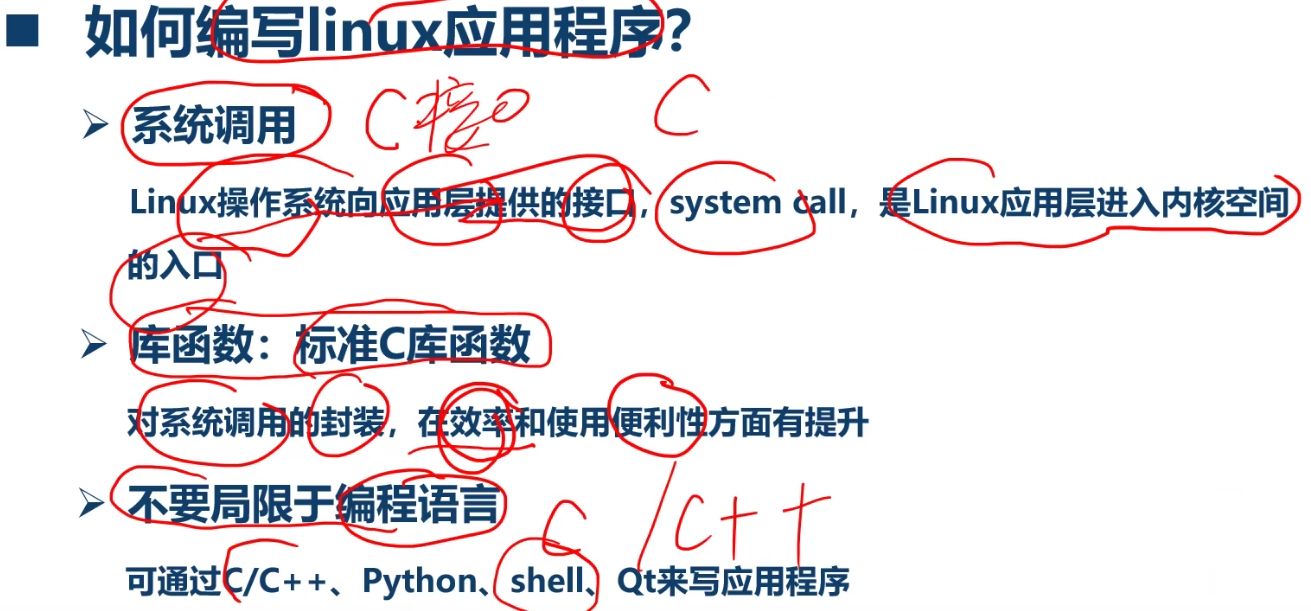 ■ 如何编写linux应用程序?
➢ 系统调用 C接口 C
Linux操作系统向应用层提供的接口，system call，是Linux应用层进入内核空间
的入口
➢ 库函数：标准C库函数
对系统调用的封装，在效率和使用便利性方面有提升
➢ 不要局限于编程语言
C/C++
可通过C/C++、Python、shell、Qt来写应用程序